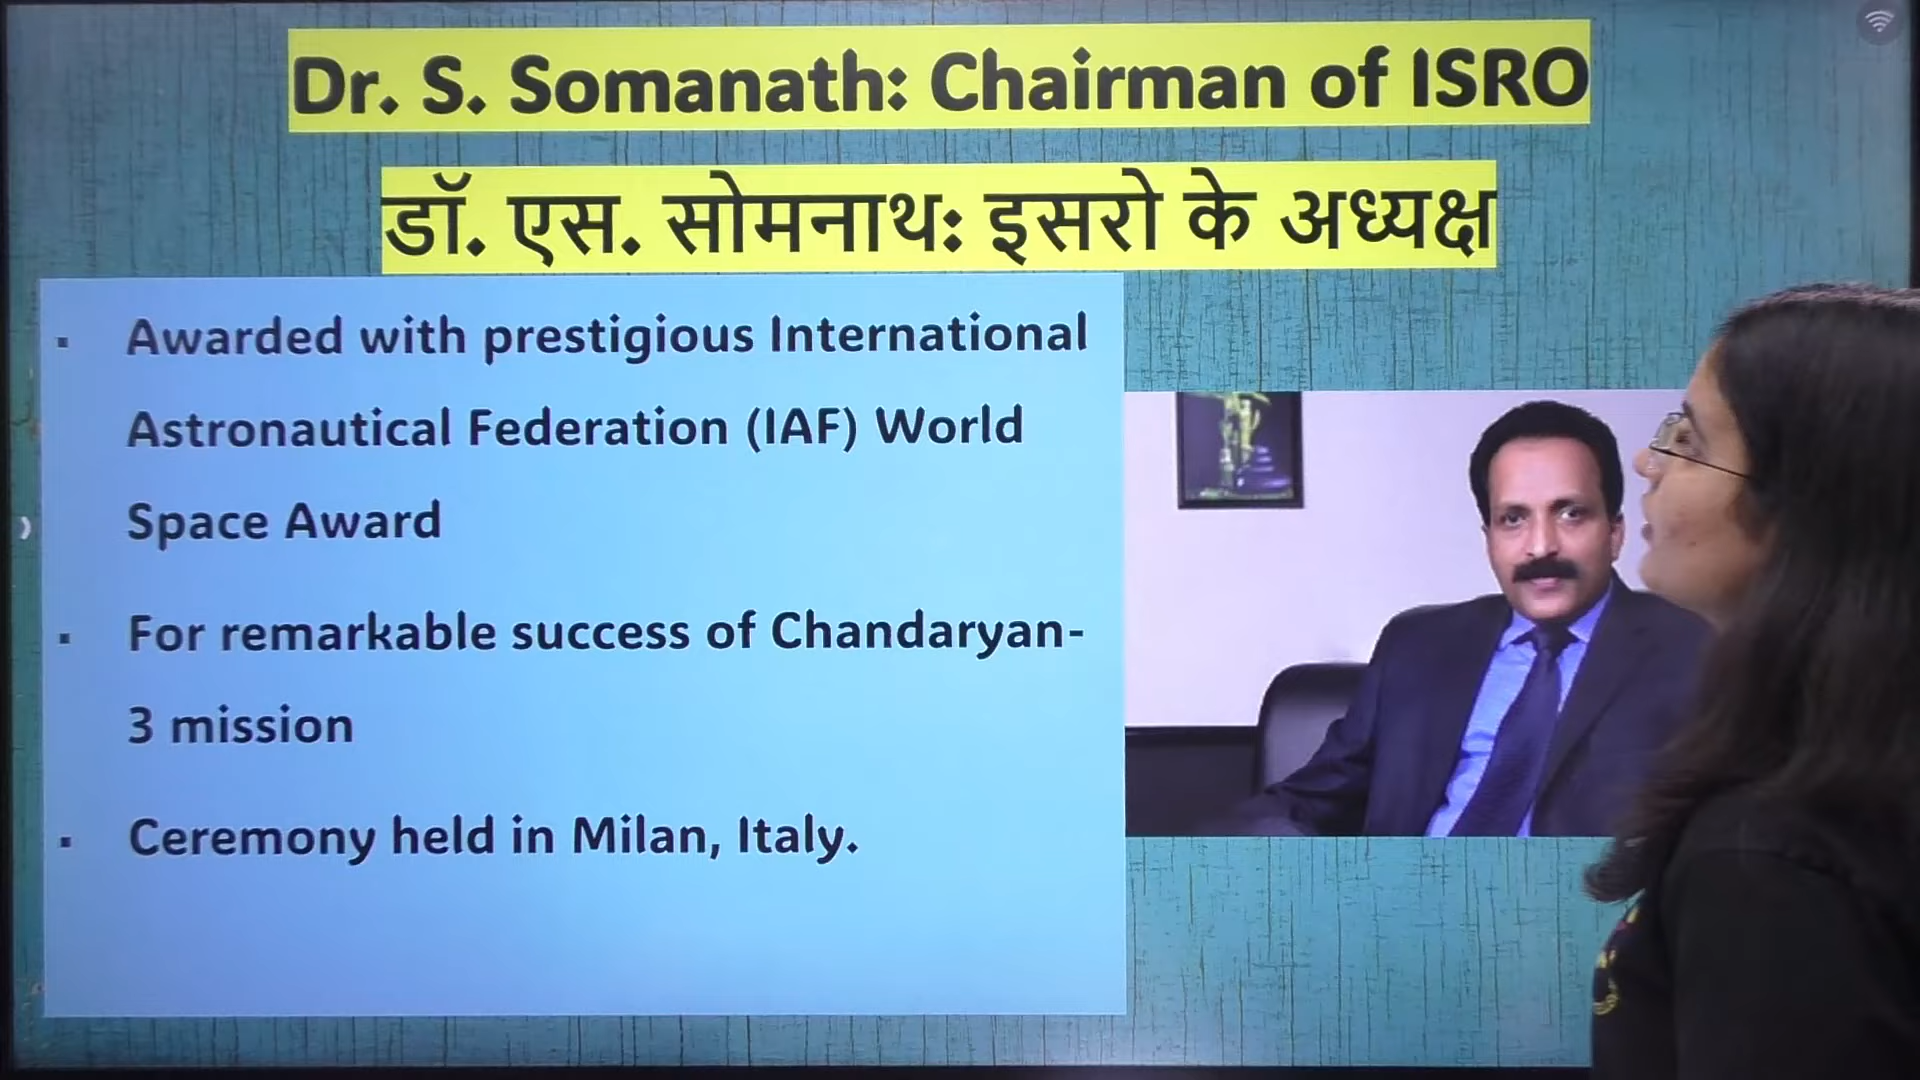 Dr. S. Somanath: Chairman of ISRO
डॉ. एस. सोमनाथ: इसरो के अध्यक्ष
▪ Awarded with prestigious International
Astronautical Federation (IAF) World
Space Award
▪ For remarkable success of Chandaryan-
3 mission
▪ Ceremony held in Milan, Italy.